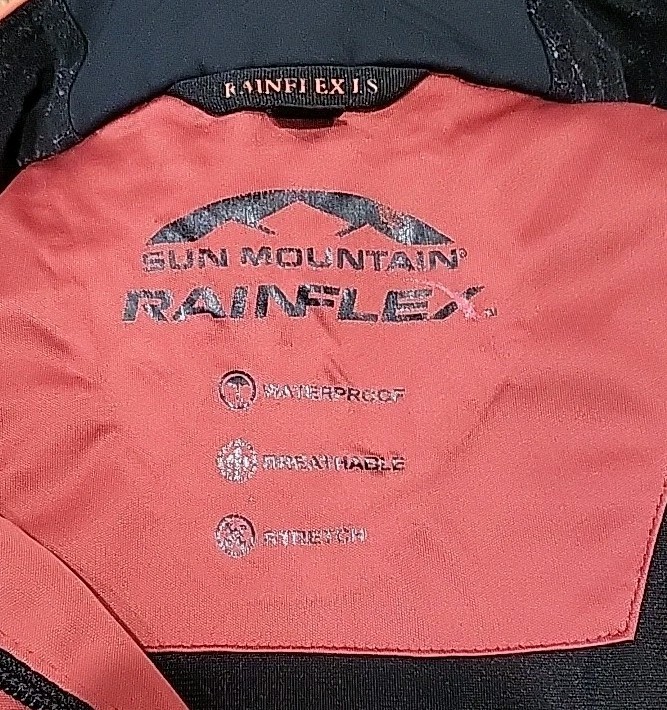 RAINFLEX LS
SUN MOUNTAIN®
RAINFLEX
WATERPROOF
BREATHABLE
STRETCH